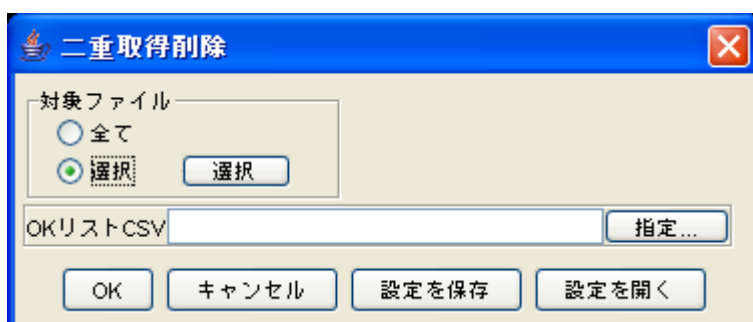 二重取得削除
対象ファイル
全て
選択 選択
OKリストCSV 指定...
OK キャンセル 設定を保存 設定を開く